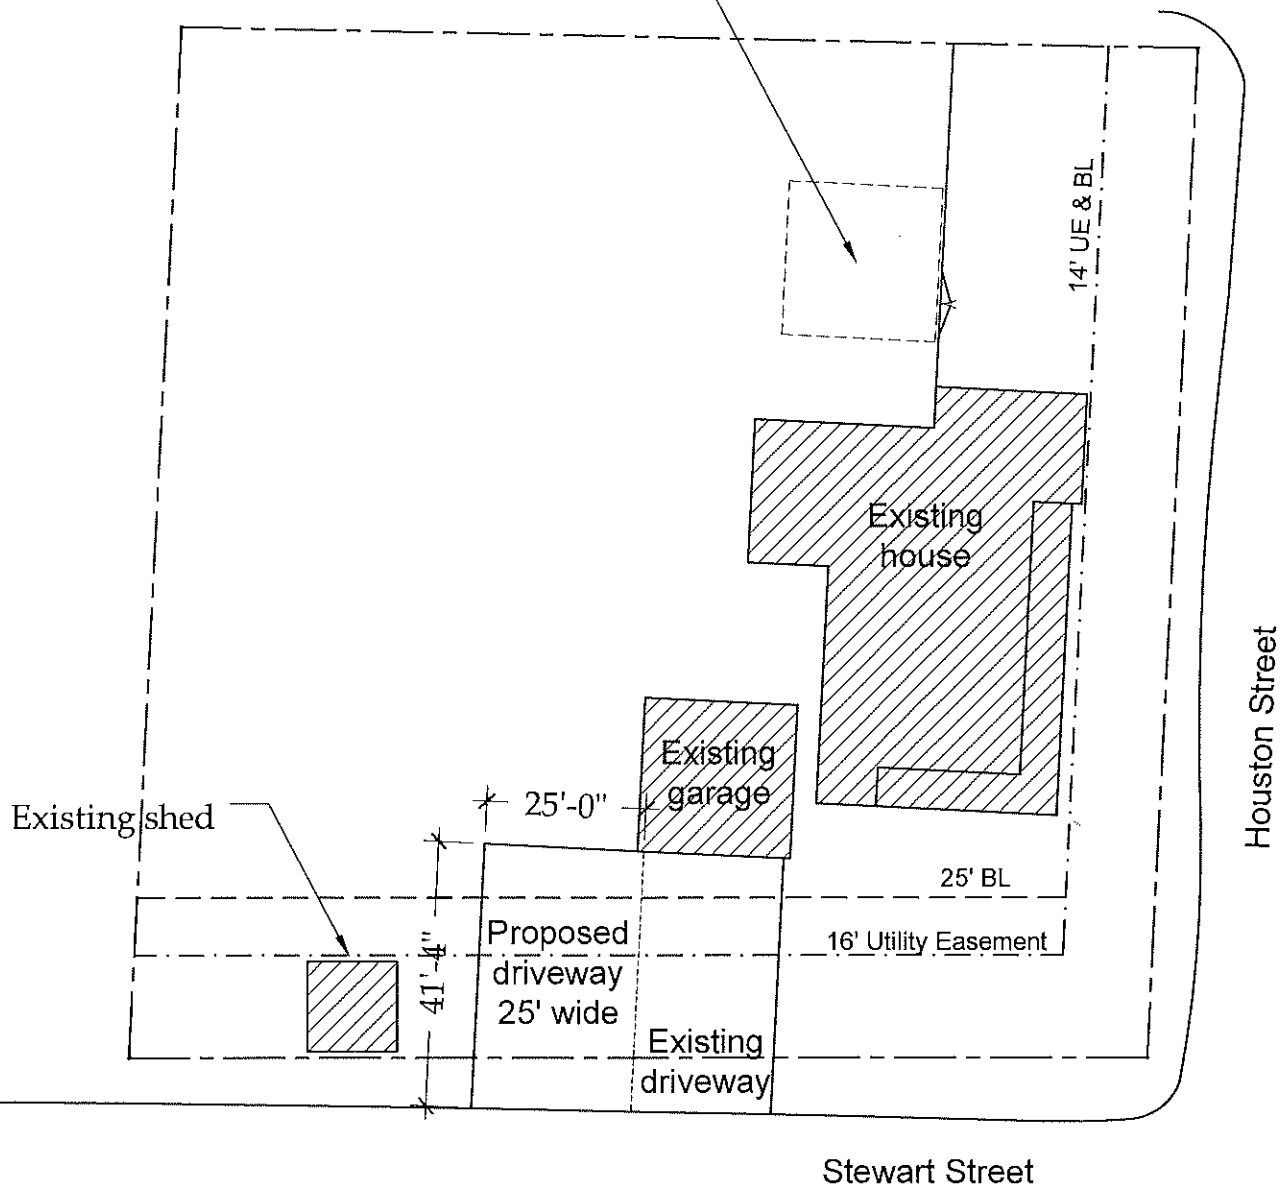 14' UE & BL
Existing
house
Houston Street
Existing
garage
25'-0"
Existing shed
25' BL
16' Utility Easement
Proposed
driveway
25' wide
41'-4"
Existing
driveway
Stewart Street